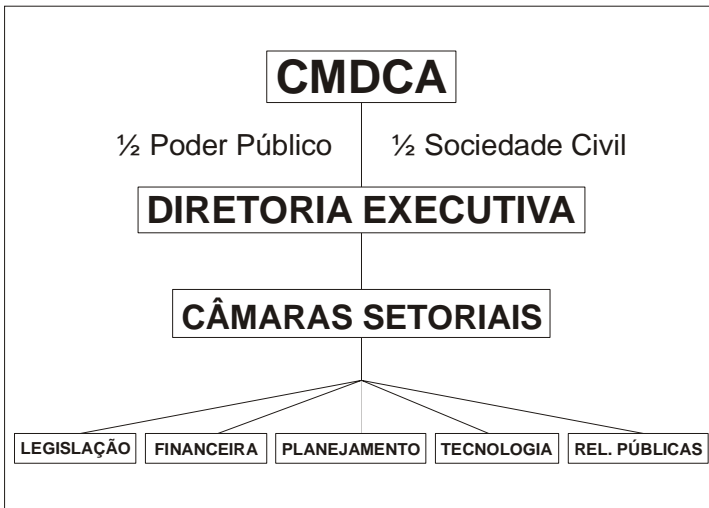 CMDCA
½ Poder Público
½ Sociedade Civil
DIRETORIA EXECUTIVA
CÂMARAS SETORIAIS
LEGISLAÇÃO
FINANCEIRA
PLANEJAMENTO
TECNOLOGIA
REL. PÚBLICAS